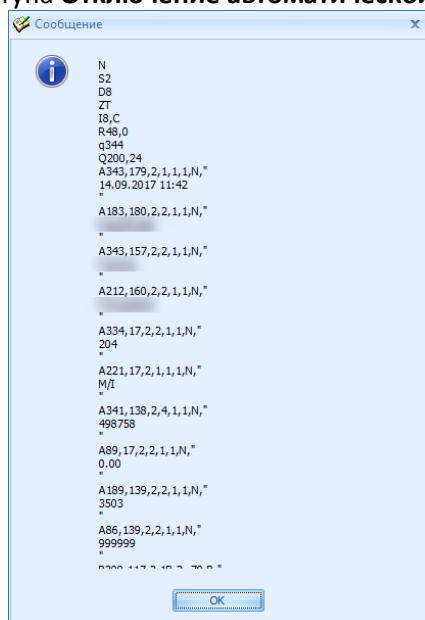 Отключение автоматической
Сообщение
x
N
S2
D8
ZT
I8,C
R48,0
q344
Q200,24
A343,179,2,1,1,1,N,"
14.09.2017 11:42
"
A183,180,2,2,1,1,N,"
"
A343,157,2,2,1,1,N,"
"
A212,160,2,2,1,1,N,"
"
A334,17,2,2,1,1,N,"
204
"
A221,17,2,1,1,1,N,"
M/I
"
A341,138,2,4,1,1,N,"
498758
"
A89,17,2,2,1,1,N,"
0.00
"
A189,139,2,2,1,1,N,"
3503
"
A86,139,2,2,1,1,N,"
999999
"
OK